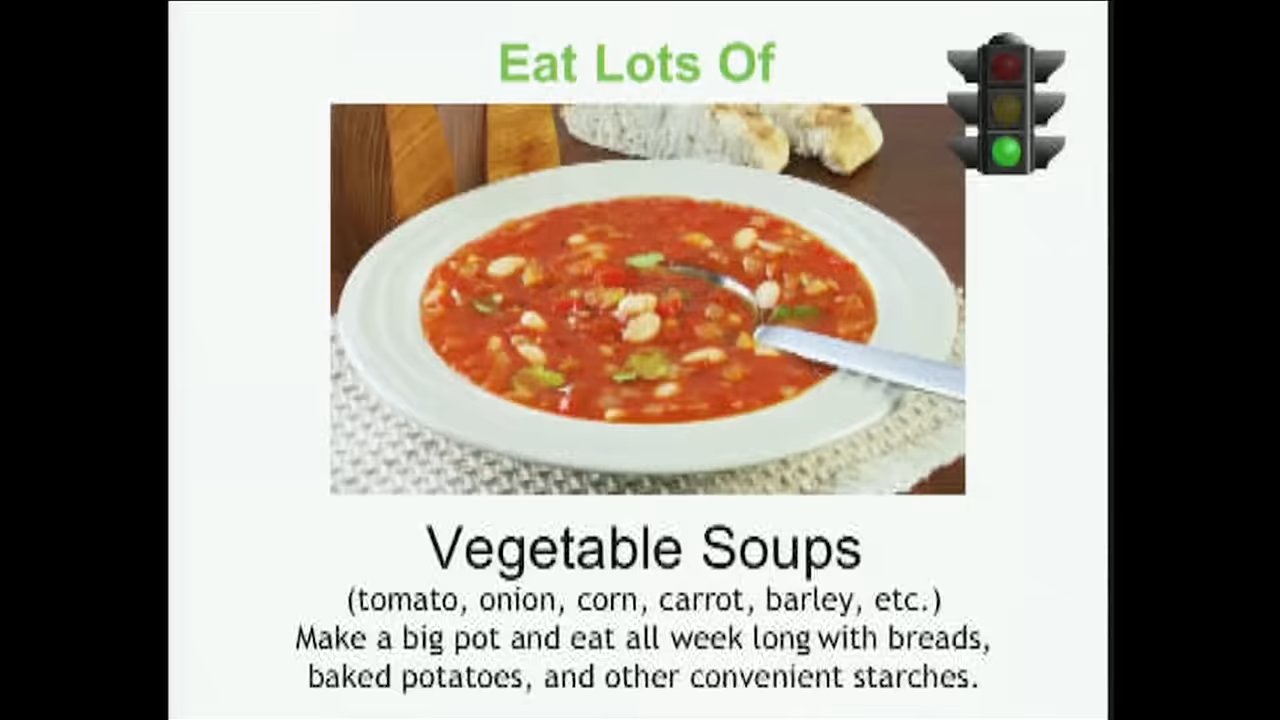 Eat Lots Of
Vegetable Soups
(tomato, onion, corn, carrot, barley, etc.)
Make a big pot and eat all week long with breads,
baked potatoes, and other convenient starches.